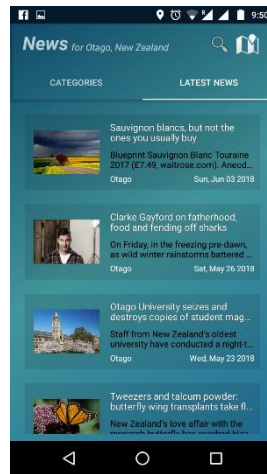 9:50
News for Otago, New Zealand
CATEGORIES LATEST NEWS
Sauvignon blancs, but not the
ones you usually buy
Blueprint Sauvignon Blanc Touraine
2017 (£7.49, waitrose.com). Anecd...
Otago Sun, Jun 03 2018
Clarke Gayford on fatherhood,
food and fending off sharks
On Friday, in the freezing pre-dawn,
as wild winter rainstorms battered ...
Otago Sat, May 26 2018
Otago University seizes and
destroys copies of student mag...
Staff from New Zealand's oldest
university have conducted a night-t...
Otago Wed, May 23 2018
Tweezers and talcum powder:
butterfly wing transplants take fl...
New Zealand's love affair with the
monarch butterfly has reached